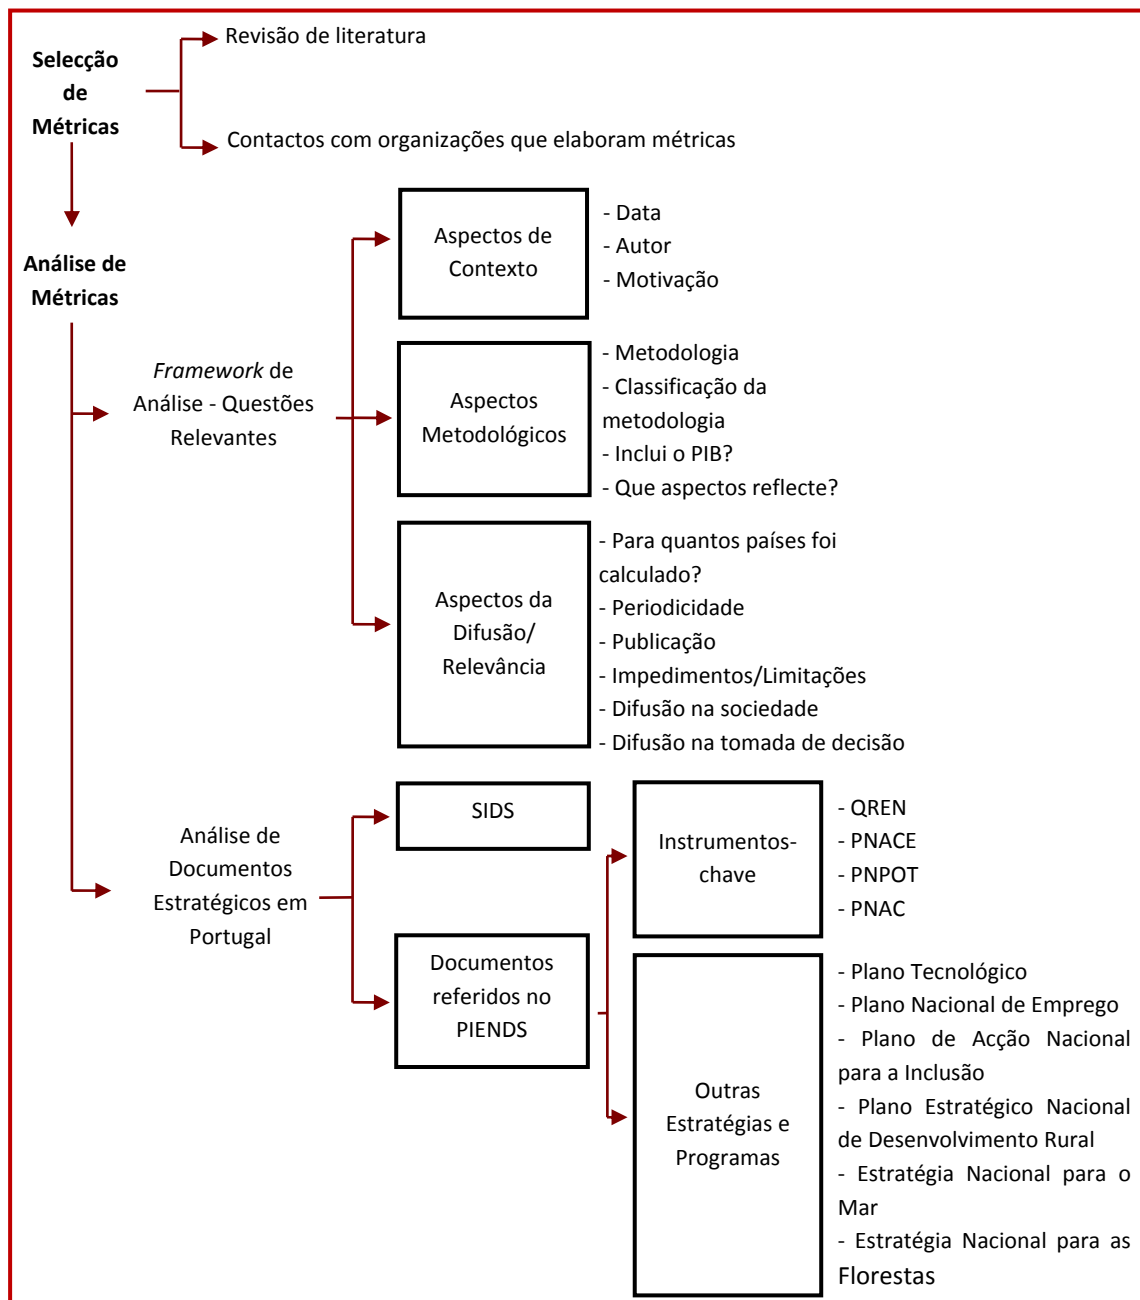 Selecção
de
Métricas
Revisão de literatura
Contactos com organizações que elaboram métricas
Análise de
Métricas
Framework de
Análise - Questões
Relevantes
Aspectos de
Contexto
- Data
- Autor
- Motivação
Aspectos
Metodológicos
- Metodologia
- Classificação da
metodologia
- Inclui o PIB?
- Que aspectos reflecte?
Aspectos da
Difusão/
Relevância
- Para quantos países foi
calculado?
- Periodicidade
- Publicação
- Impedimentos/Limitações
- Difusão na sociedade
- Difusão na tomada de decisão
Análise de
Documentos
Estratégicos em
Portugal
SIDS
Documentos
referidos no
PIENDS
Instrumentos-
chave
- QREN
- PNACE
- PNPOT
- PNAC
Outras
Estratégias e
Programas
- Plano Tecnológico
- Plano Nacional de Emprego
- Plano de Acção Nacional
para a Inclusão
- Plano Estratégico Nacional
de Desenvolvimento Rural
- Estratégia Nacional para o
Mar
- Estratégia Nacional para as
Florestas